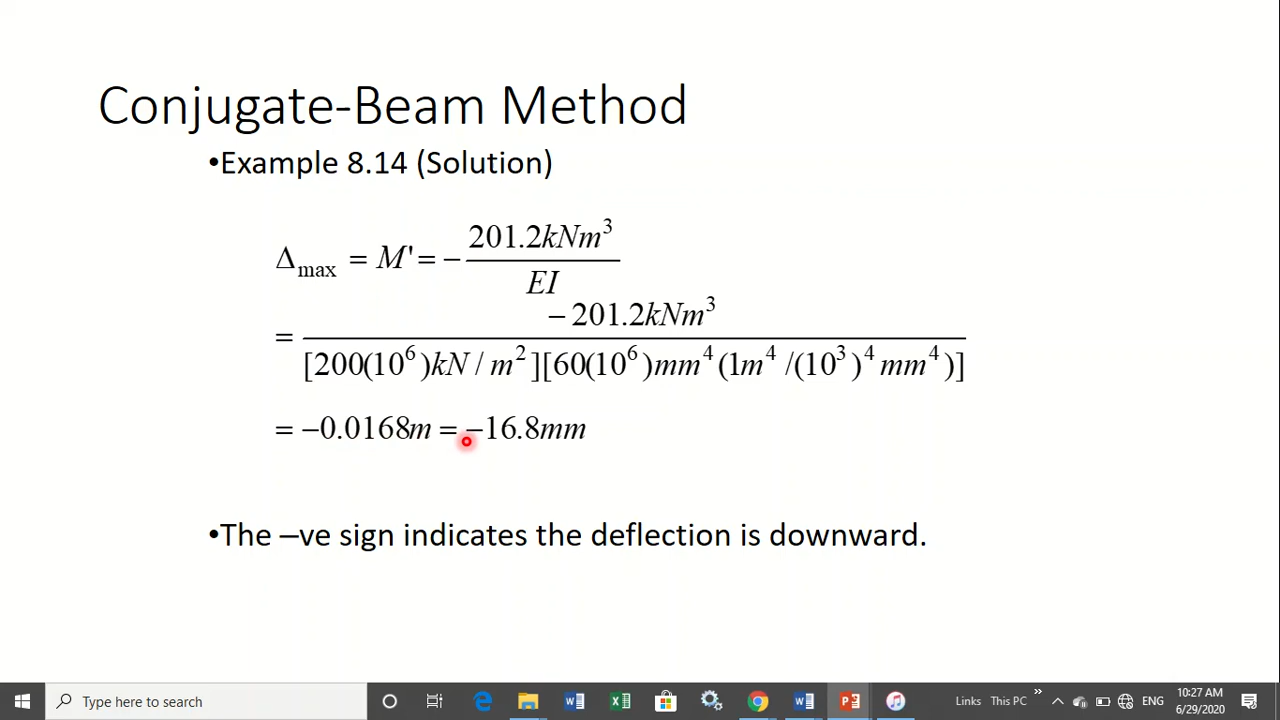 Conjugate-Beam Method
•Example 8.14 (Solution)
Δmax = M' = − 201.2kNm³ / EI
= −201.2kNm³ / [200(10⁶)kN/m²][60(10⁶)mm⁴(1m⁴/(10³)⁴mm⁴)]
= −0.0168m = −16.8mm
•The –ve sign indicates the deflection is downward.
Type here to search
Links This PC » ENG
10:27 AM
6/29/2020